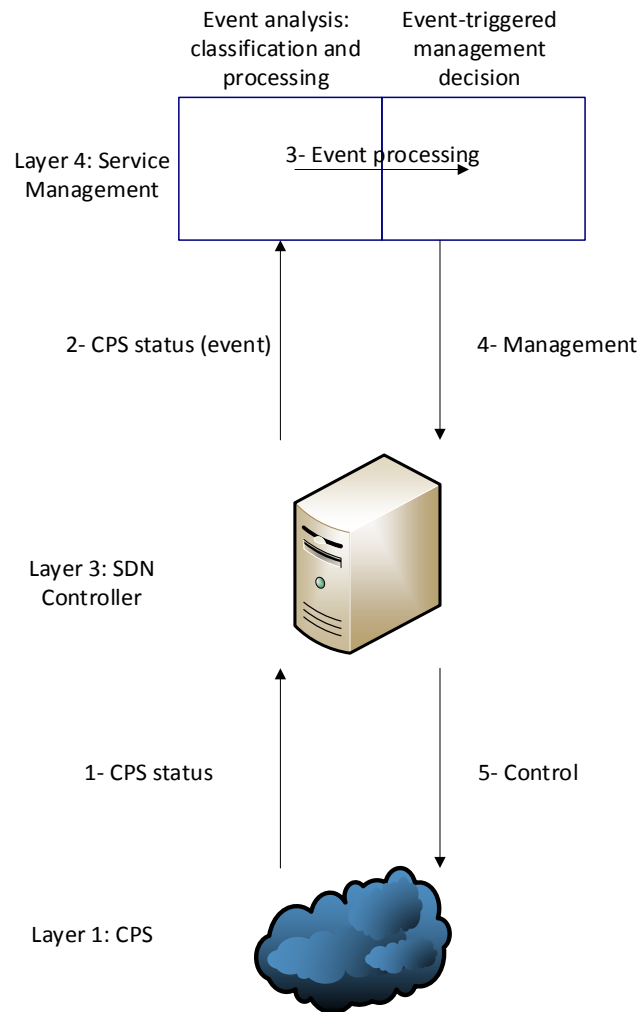 Event analysis:
classification and
processing
Event-triggered
management
decision
Layer 4: Service
Management
3- Event processing
2- CPS status (event)
4- Management
Layer 3: SDN
Controller
1- CPS status
5- Control
Layer 1: CPS